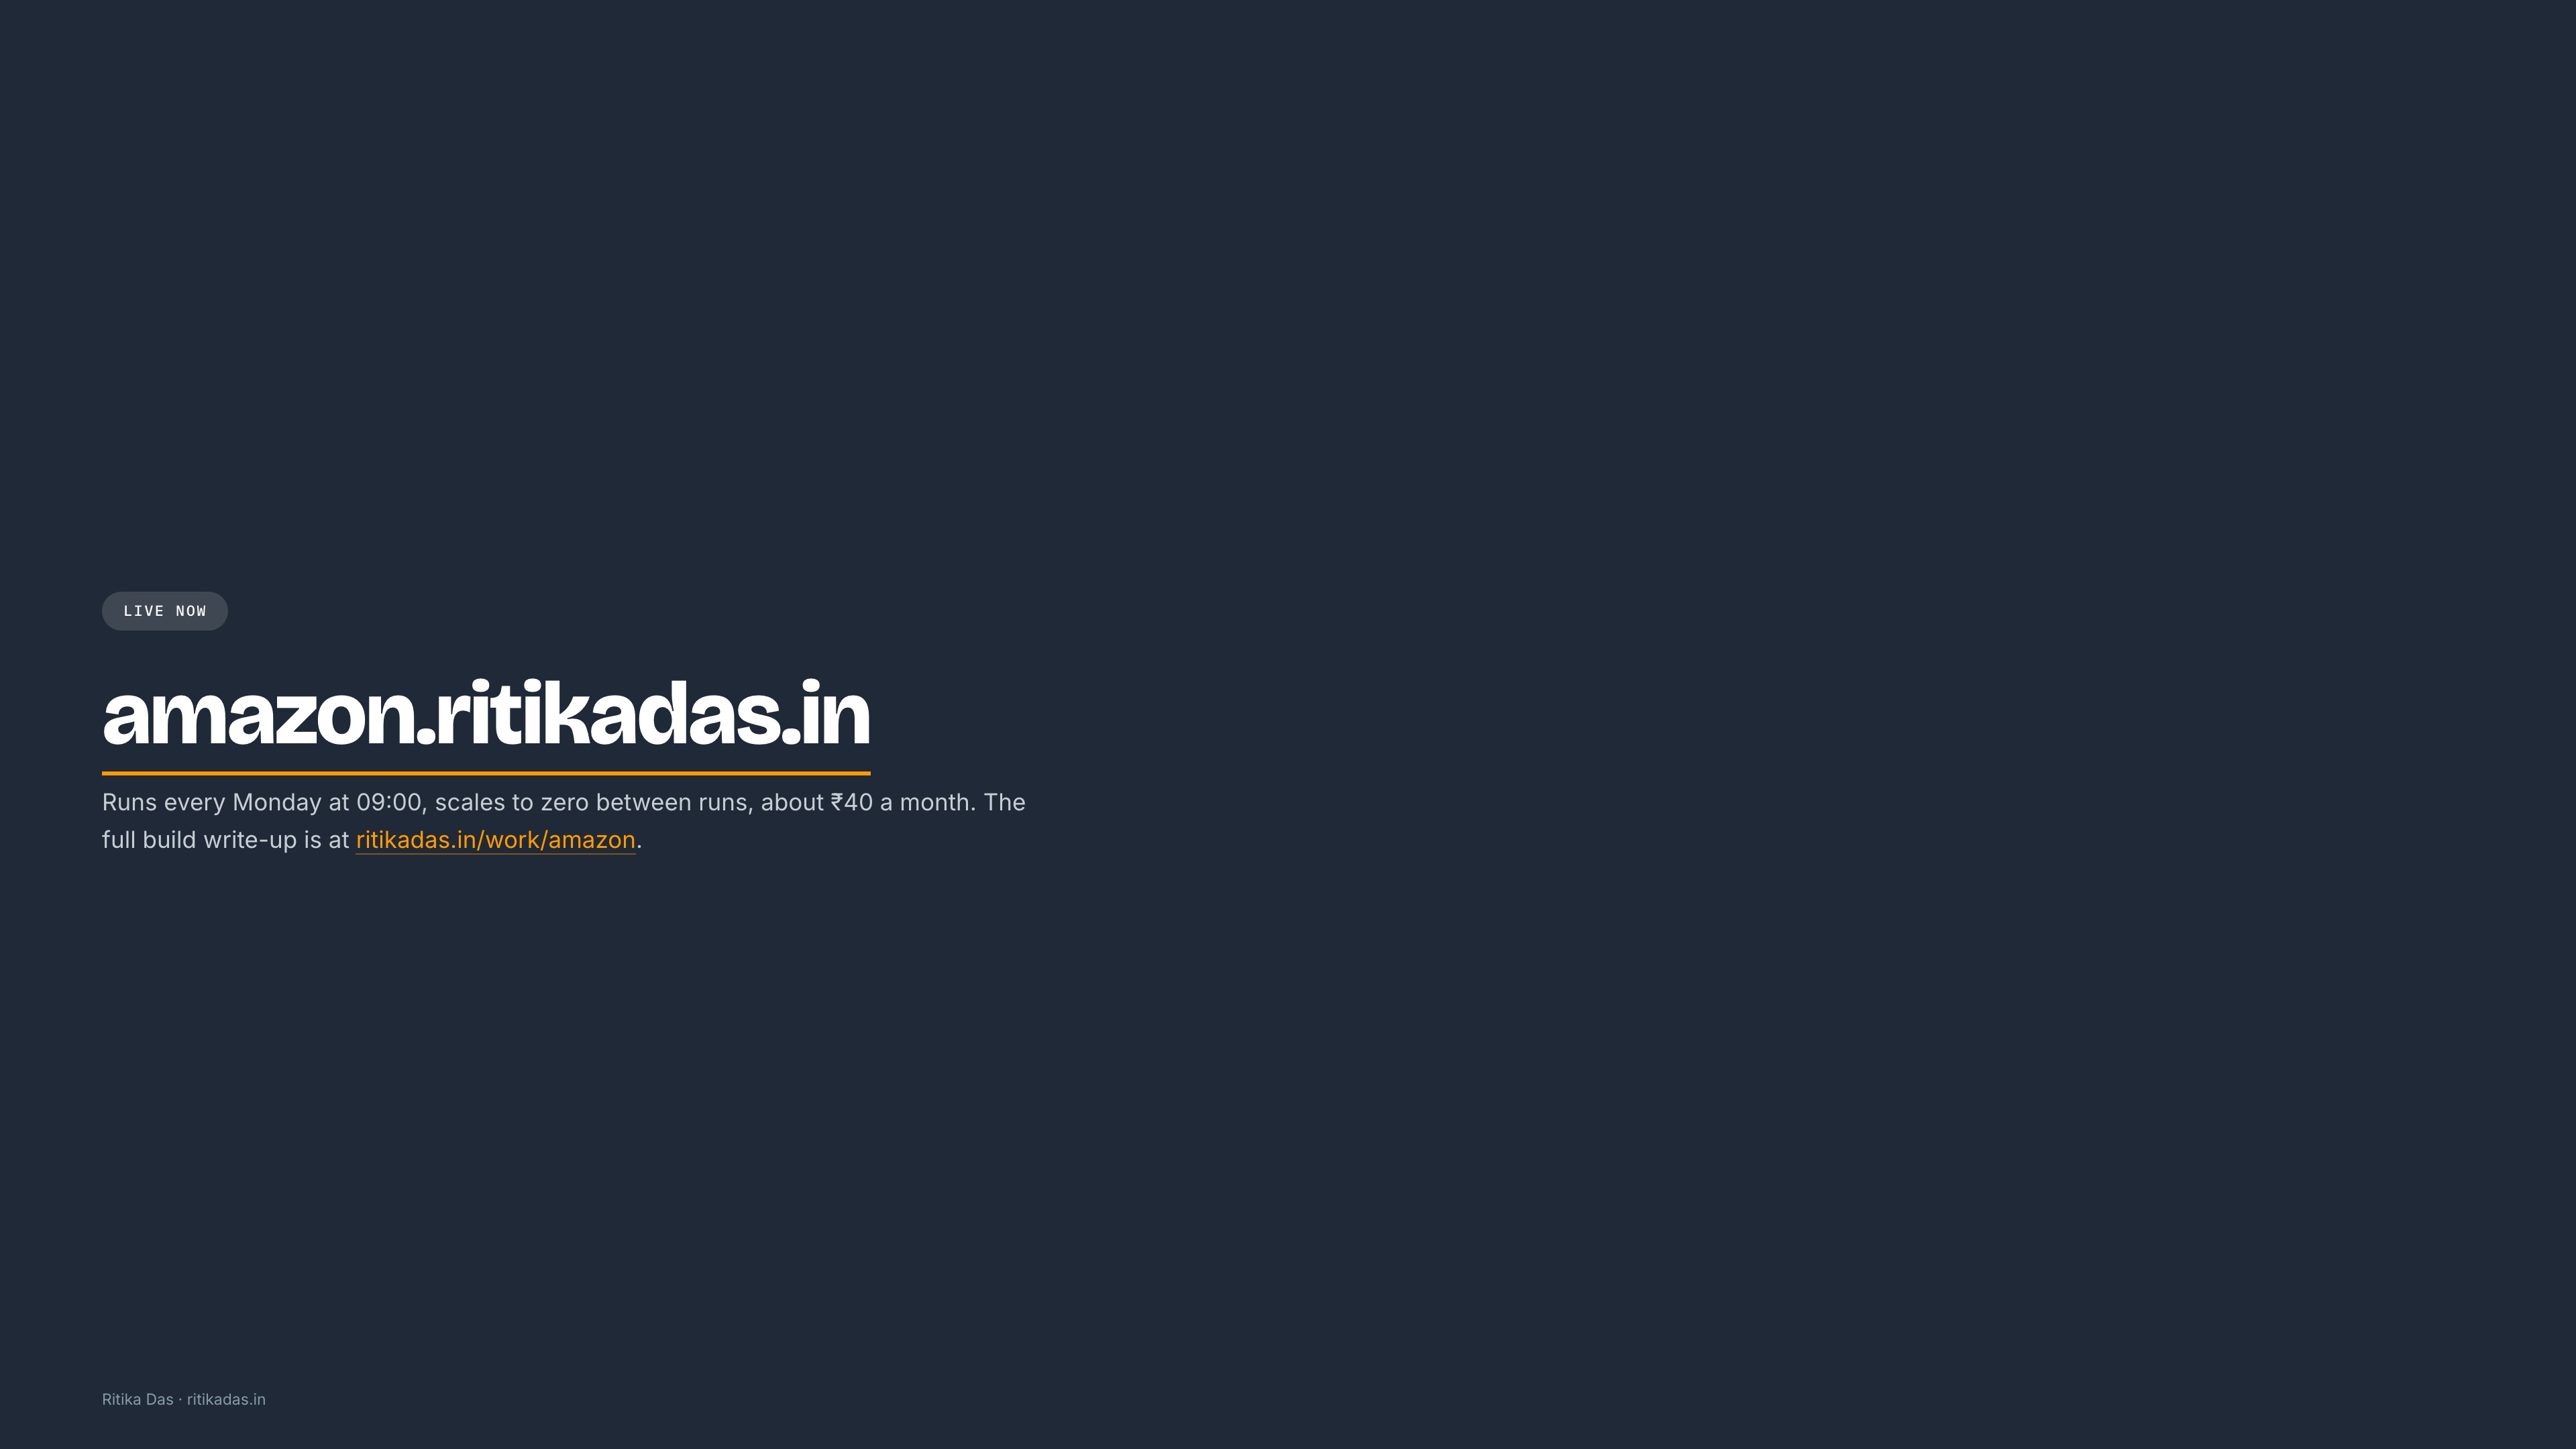 LIVE NOW
amazon.ritikadas.in
Runs every Monday at 09:00, scales to zero between runs, about ₹40 a month. The
full build write-up is at ritikadas.in/work/amazon.
Ritika Das · ritikadas.in